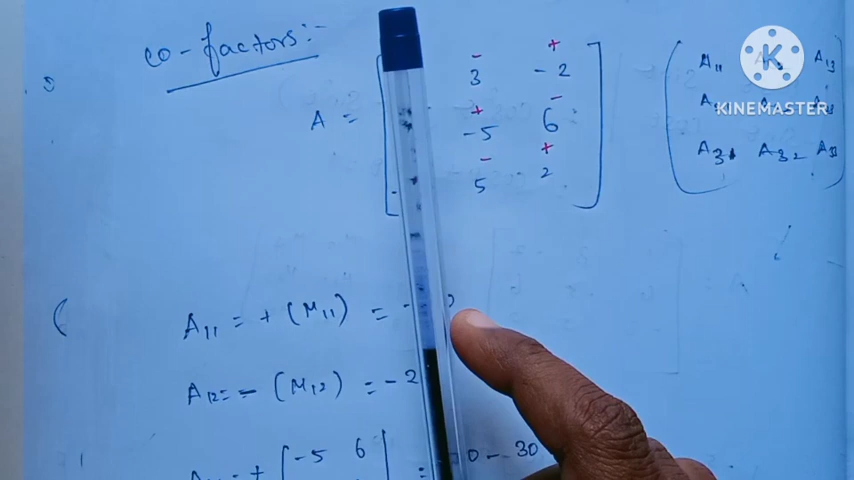 co-factors:-
- +
3 -2
A = + -
-5 6
- +
5 2
A11 A13
KINEMASTER
A31 A32 A33
A11 = + (M11) = -
A12 = - (M12) = - 2
-5 6 = 0 - 30